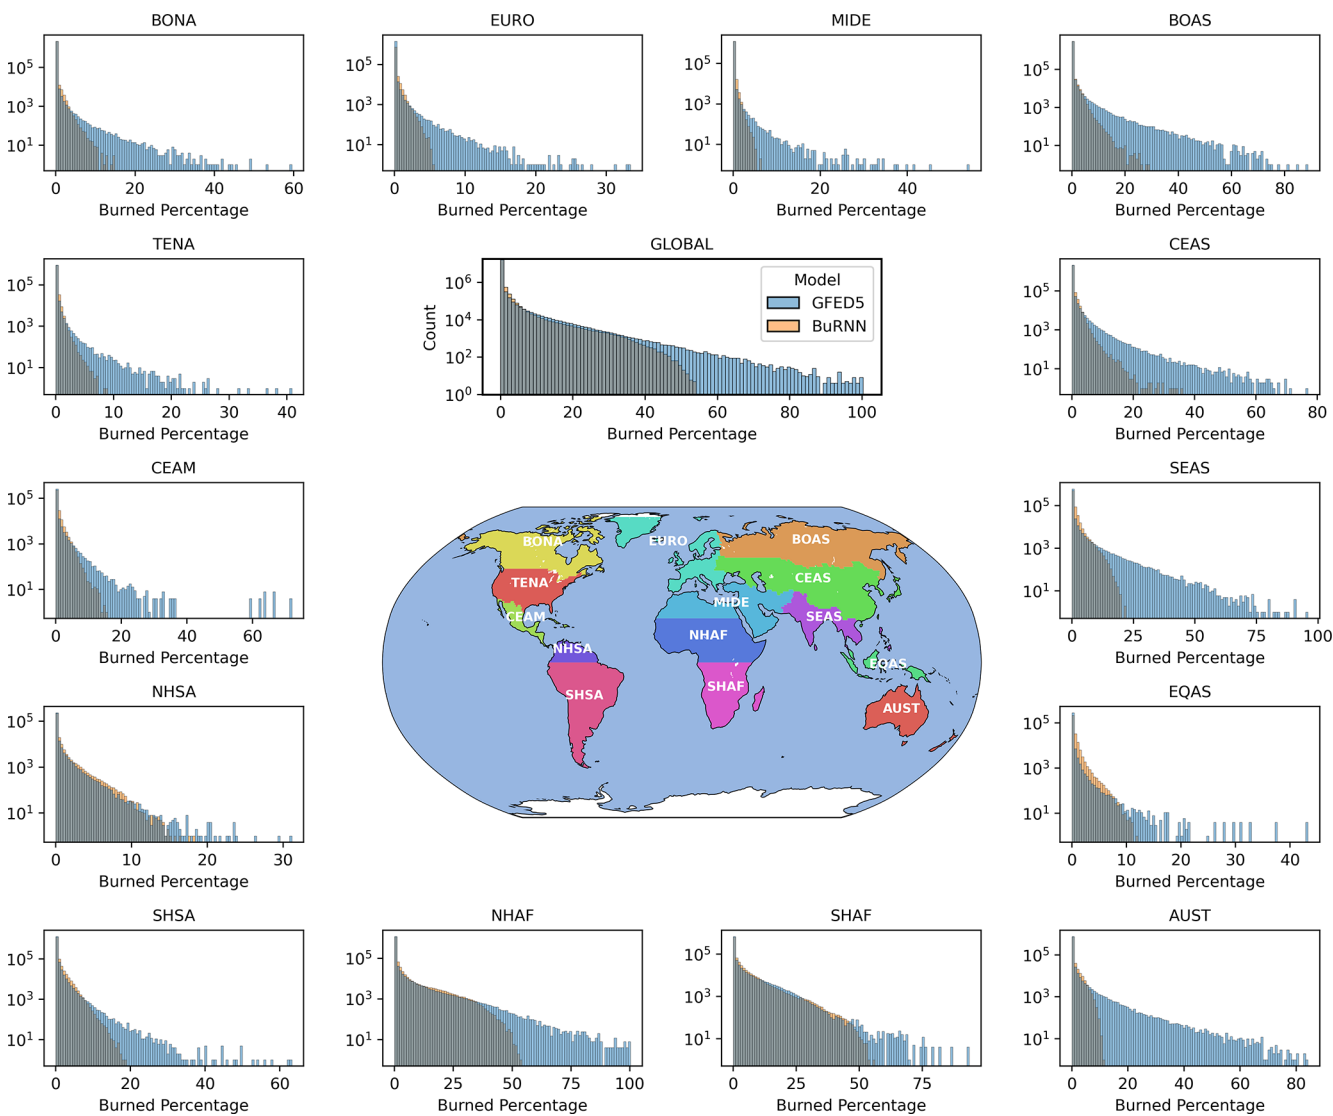 BONA
10^5
10^3
10^1
0 20 40 60
Burned Percentage
EURO
10^5
10^3
10^1
0 10 20 30
Burned Percentage
MIDE
10^5
10^3
10^1
0 20 40
Burned Percentage
BOAS
10^5
10^3
10^1
0 20 40 60 80
Burned Percentage
TENA
10^5
10^3
10^1
0 10 20 30 40
Burned Percentage
GLOBAL
Count
10^6
10^4
10^2
10^0
Model
GFED5
BuRNN
0 20 40 60 80 100
Burned Percentage
CEAS
10^5
10^3
10^1
0 20 40 60 80
Burned Percentage
CEAM
10^5
10^3
10^1
0 20 40 60
Burned Percentage
BONA
EURO
BOAS
TENA
CEAS
CEAM
MIDE
SEAS
NHAF
NHSA
EQAS
SHSA
SHAF
AUST
SEAS
10^5
10^3
10^1
0 25 50 75 100
Burned Percentage
NHSA
10^5
10^3
10^1
0 10 20 30
Burned Percentage
EQAS
10^5
10^3
10^1
0 10 20 30 40
Burned Percentage
SHSA
10^5
10^3
10^1
0 20 40 60
Burned Percentage
NHAF
10^5
10^3
10^1
0 25 50 75 100
Burned Percentage
SHAF
10^5
10^3
10^1
0 25 50 75
Burned Percentage
AUST
10^5
10^3
10^1
0 20 40 60 80
Burned Percentage